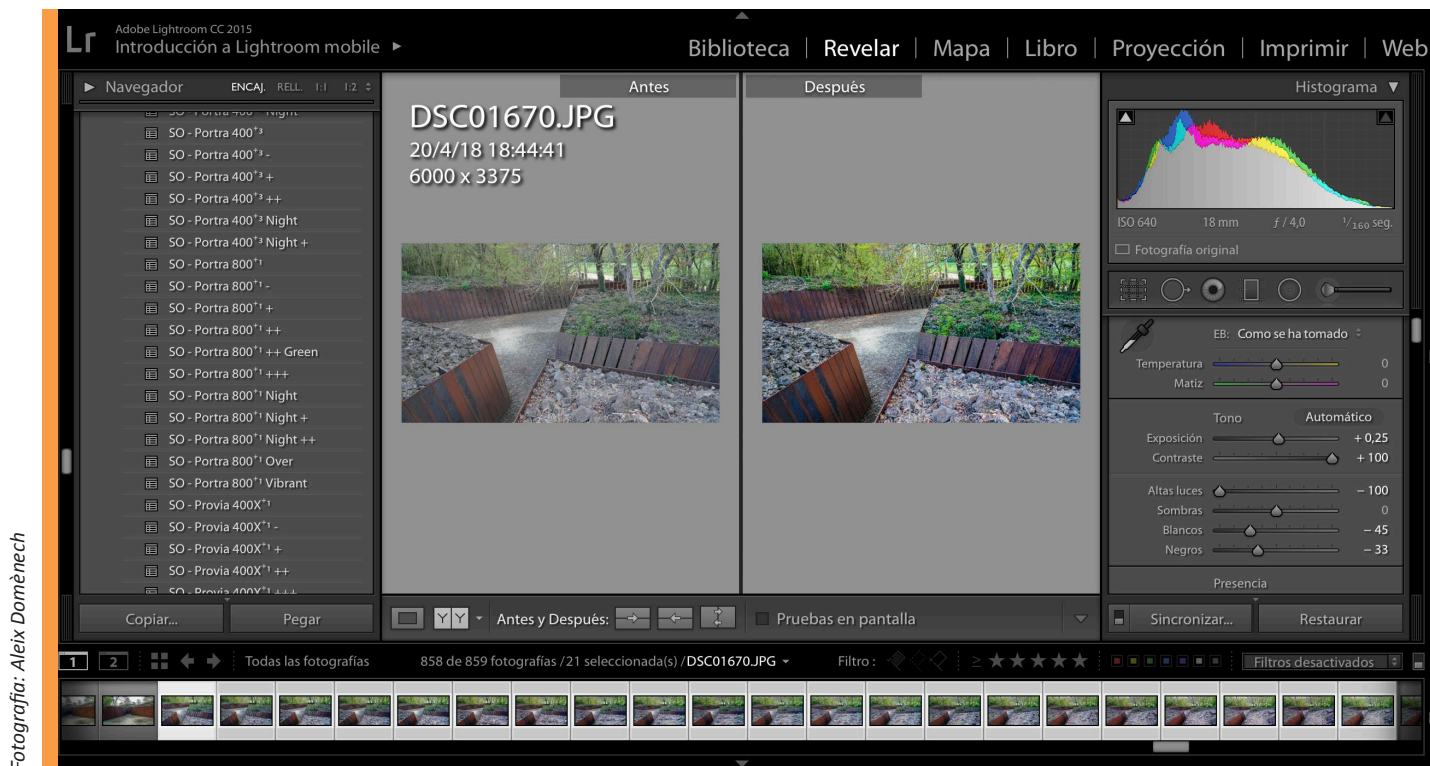 Fotografía: Aleix Domènech
Lr
Adobe Lightroom CC 2015
Introducción a Lightroom mobile
Biblioteca | Revelar | Mapa | Libro | Proyección | Imprimir | Web
Navegador ENCAJ. RELL. 1:1 1:2
SO - Portra 400 Night
SO - Portra 400⁺³
SO - Portra 400⁺³ -
SO - Portra 400⁺³ +
SO - Portra 400⁺³ ++
SO - Portra 400⁺³ Night
SO - Portra 400⁺³ Night +
SO - Portra 800⁺¹
SO - Portra 800⁺¹ -
SO - Portra 800⁺¹ +
SO - Portra 800⁺¹ ++
SO - Portra 800⁺¹ ++ Green
SO - Portra 800⁺¹ +++
SO - Portra 800⁺¹ Night
SO - Portra 800⁺¹ Night +
SO - Portra 800⁺¹ Night ++
SO - Portra 800⁺¹ Over
SO - Portra 800⁺¹ Vibrant
SO - Provia 400X⁺¹
SO - Provia 400X⁺¹ -
SO - Provia 400X⁺¹ +
SO - Provia 400X⁺¹ ++
SO - Provia 400X⁺¹ +++
Copiar... Pegar
Antes Después
DSC01670.JPG
20/4/18 18:44:41
6000 x 3375
Y Y Antes y Después: Pruebas en pantalla
Histograma
ISO 640 18 mm ƒ / 4,0 1/160 seg.
Fotografía original
EB: Como se ha tomado
Temperatura 0
Matiz 0
Tono Automático
Exposición + 0,25
Contraste + 100
Altas luces – 100
Sombras 0
Blancos – 45
Negros – 33
Presencia
Sincronizar... Restaurar
1 2 Todas las fotografías 858 de 859 fotografías /21 seleccionada(s) /DSC01670.JPG Filtro : ≥ ★★★★★ Filtros desactivados